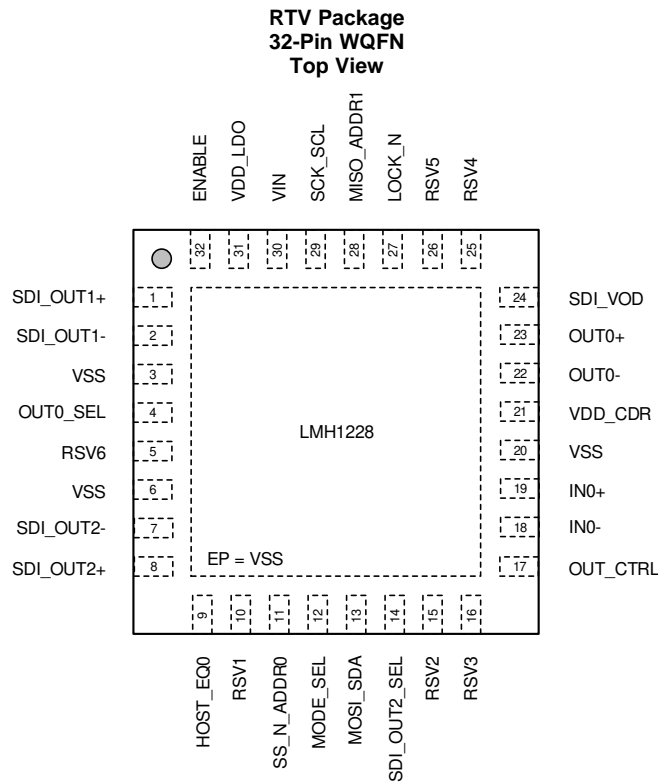 RTV Package
32-Pin WQFN
Top View
ENABLE
VDD_LDO
VIN
SCK_SCL
MISO_ADDR1
LOCK_N
RSV5
RSV4
32
31
30
29
28
27
26
25
SDI_OUT1+ 1
SDI_OUT1- 2
VSS 3
OUT0_SEL 4
RSV6 5
VSS 6
SDI_OUT2- 7
SDI_OUT2+ 8
LMH1228
EP = VSS
24 SDI_VOD
23 OUT0+
22 OUT0-
21 VDD_CDR
20 VSS
19 IN0+
18 IN0-
17 OUT_CTRL
9
10
11
12
13
14
15
16
HOST_EQ0
RSV1
SS_N_ADDR0
MODE_SEL
MOSI_SDA
SDI_OUT2_SEL
RSV2
RSV3